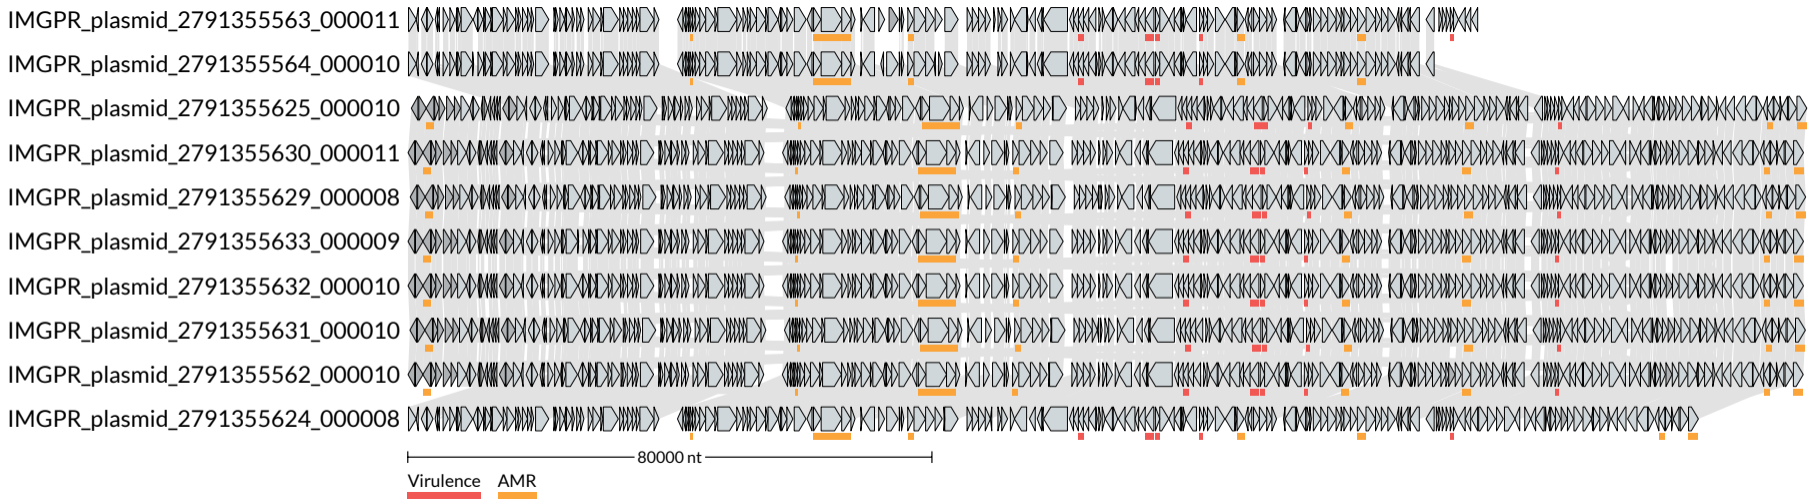 IMGPR_plasmid_2791355563_000011
IMGPR_plasmid_2791355564_000010
IMGPR_plasmid_2791355625_000010
IMGPR_plasmid_2791355630_000011
IMGPR_plasmid_2791355629_000008
IMGPR_plasmid_2791355633_000009
IMGPR_plasmid_2791355632_000010
IMGPR_plasmid_2791355631_000010
IMGPR_plasmid_2791355562_000010
IMGPR_plasmid_2791355624_000008
80000 nt
Virulence AMR